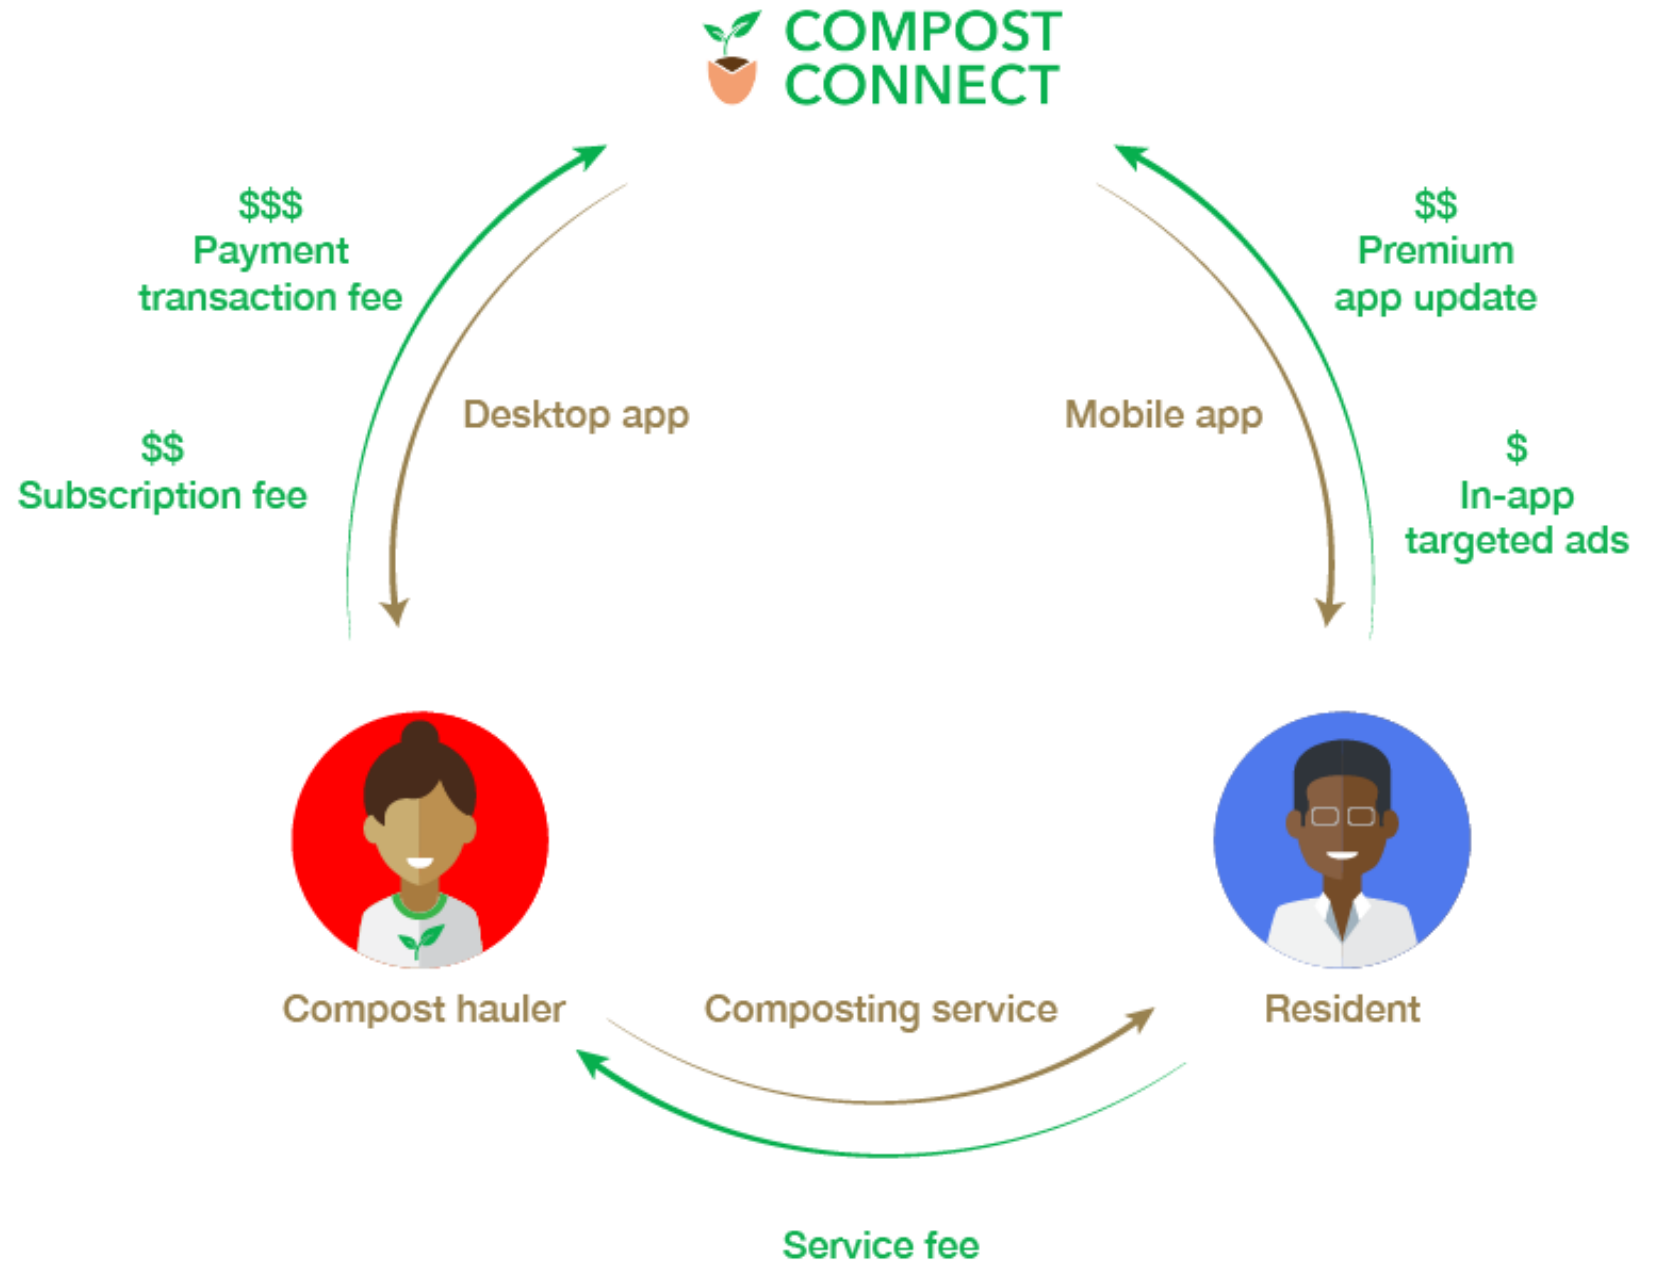 COMPOST
CONNECT
$$$
Payment
transaction fee
$$
Premium
app update
Desktop app
Mobile app
$$
Subscription fee
$
In-app
targeted ads
Compost hauler
Composting service
Resident
Service fee